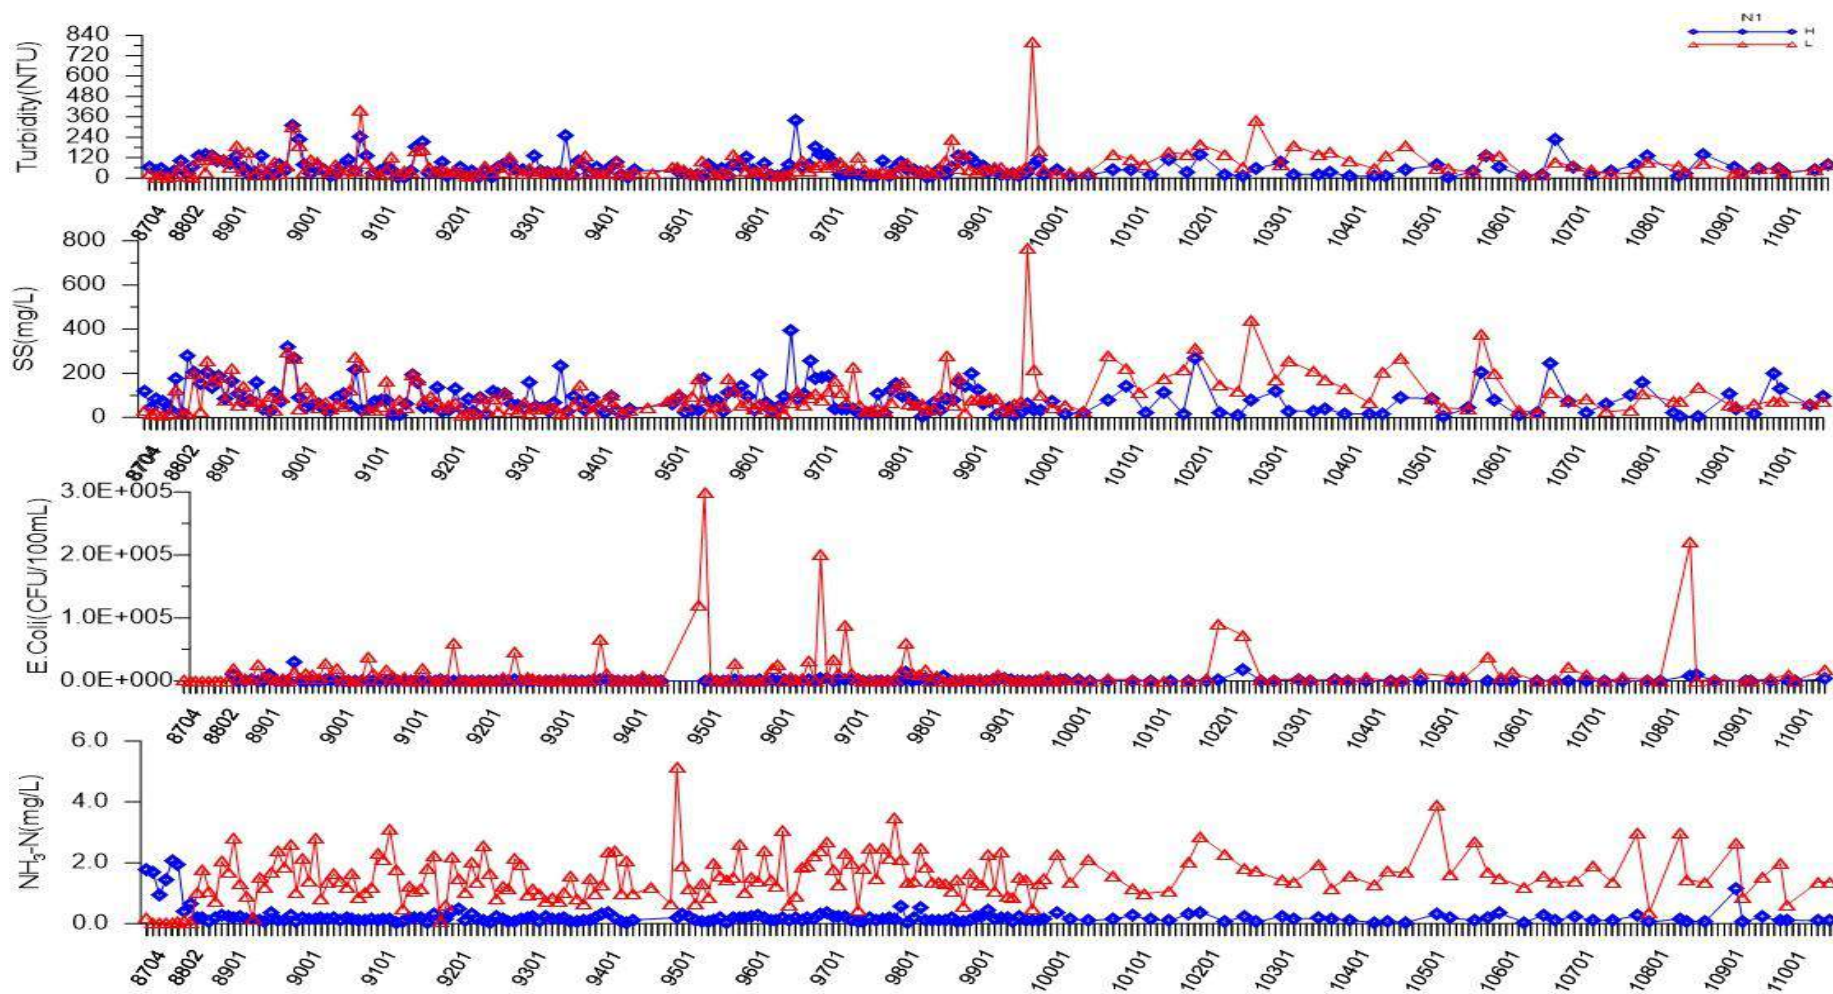 N1
H
L
Turbidity(NTU)
840
720
600
480
360
240
120
0
8704 8802 8901 9001 9101 9201 9301 9401 9501 9601 9701 9801 9901 10001 10101 10201 10301 10401 10501 10601 10701 10801 10901 11001
SS(mg/L)
800
600
400
200
0
8704 8802 8901 9001 9101 9201 9301 9401 9501 9601 9701 9801 9901 10001 10101 10201 10301 10401 10501 10601 10701 10801 10901 11001
E.Coli(CFU/100mL)
3.0E+005
2.0E+005
1.0E+005
0.0E+000
8704 8802 8901 9001 9101 9201 9301 9401 9501 9601 9701 9801 9901 10001 10101 10201 10301 10401 10501 10601 10701 10801 10901 11001
NH₃-N(mg/L)
6.0
4.0
2.0
0.0
8704 8802 8901 9001 9101 9201 9301 9401 9501 9601 9701 9801 9901 10001 10101 10201 10301 10401 10501 10601 10701 10801 10901 11001